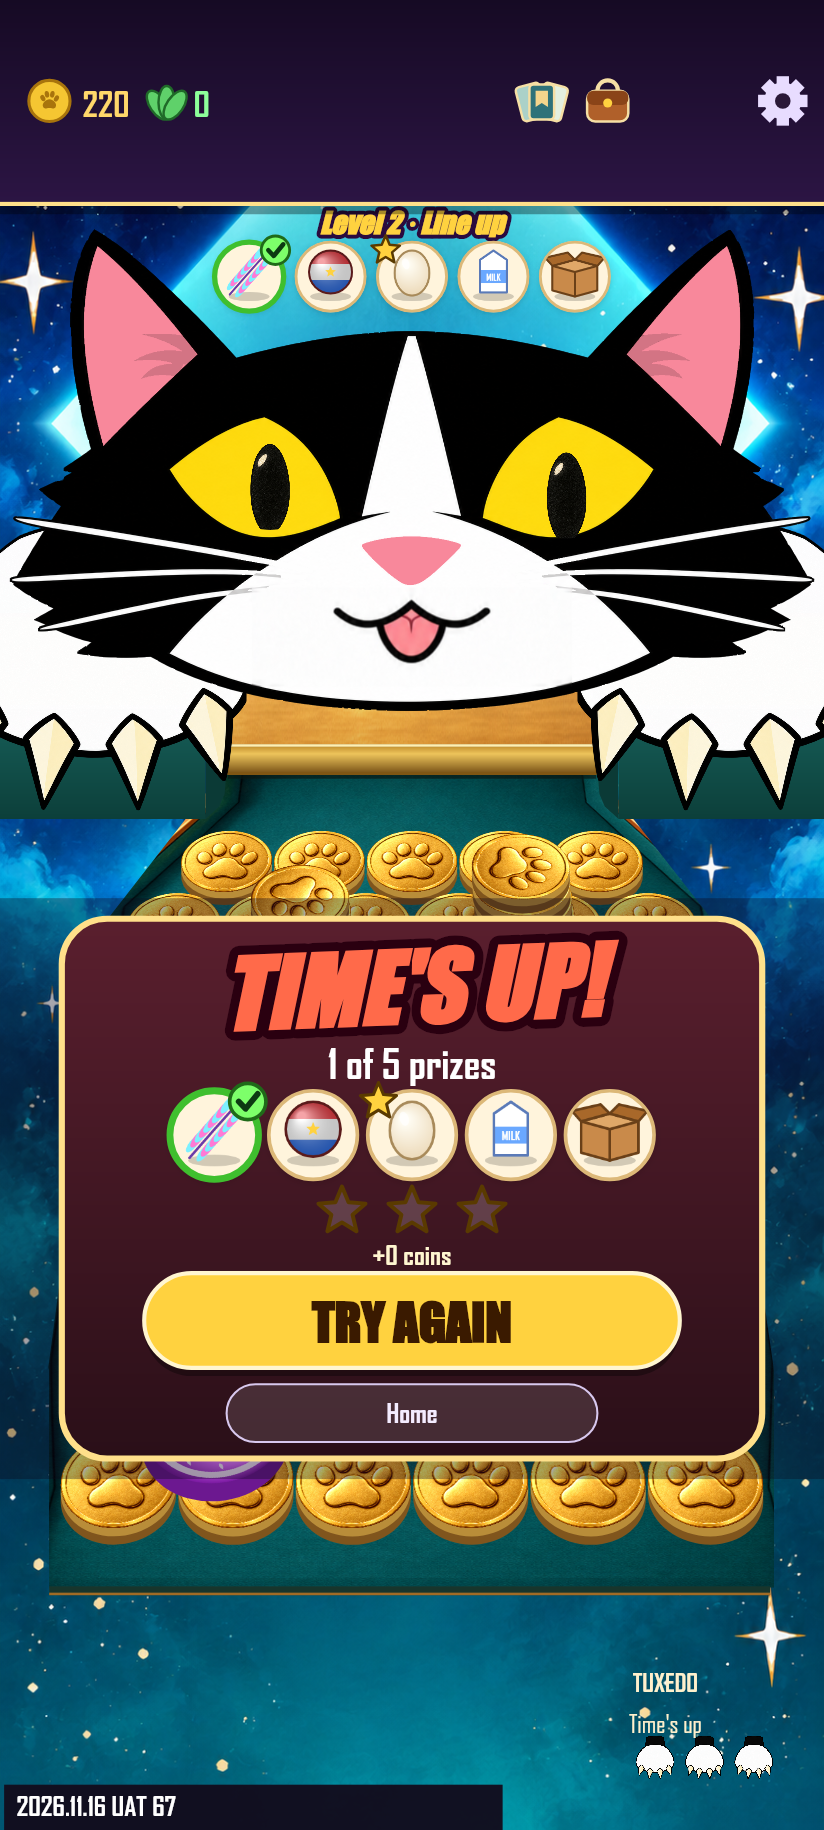 220 0
Level 2 · Line up
MILK
TIME'S UP!
1 of 5 prizes
MILK
+0 coins
TRY AGAIN
Home
TUXEDO
Time's up
2026.11.16 UAT 67